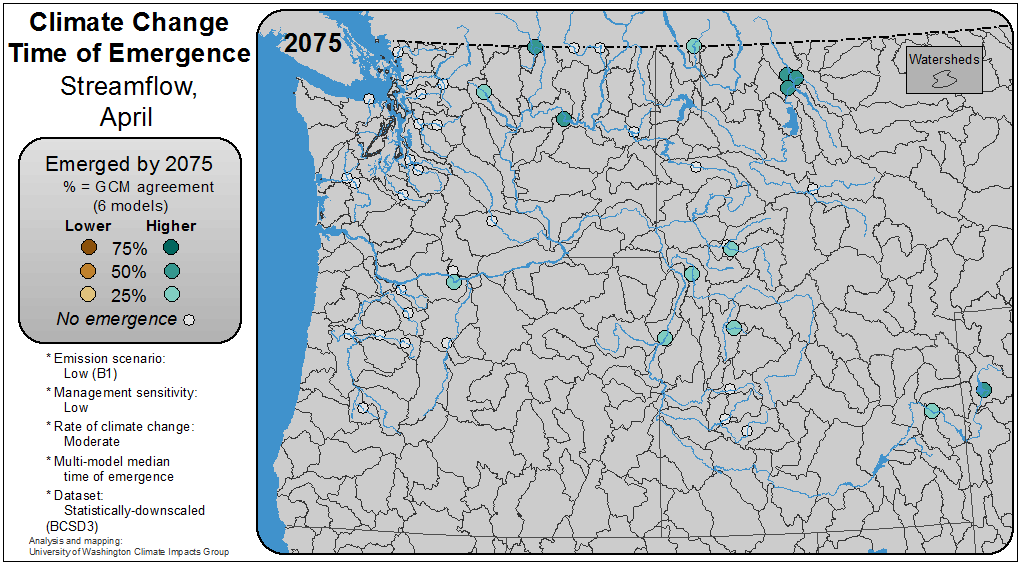 Climate Change
Time of Emergence
Streamflow,
April
Emerged by 2075
% = GCM agreement
(6 models)
Lower Higher
75%
50%
25%
No emergence
* Emission scenario:
Low (B1)
* Management sensitivity:
Low
* Rate of climate change:
Moderate
* Multi-model median
time of emergence
* Dataset:
Statistically-downscaled
(BCSD3)
Analysis and mapping:
University of Washington Climate Impacts Group
2075
Watersheds